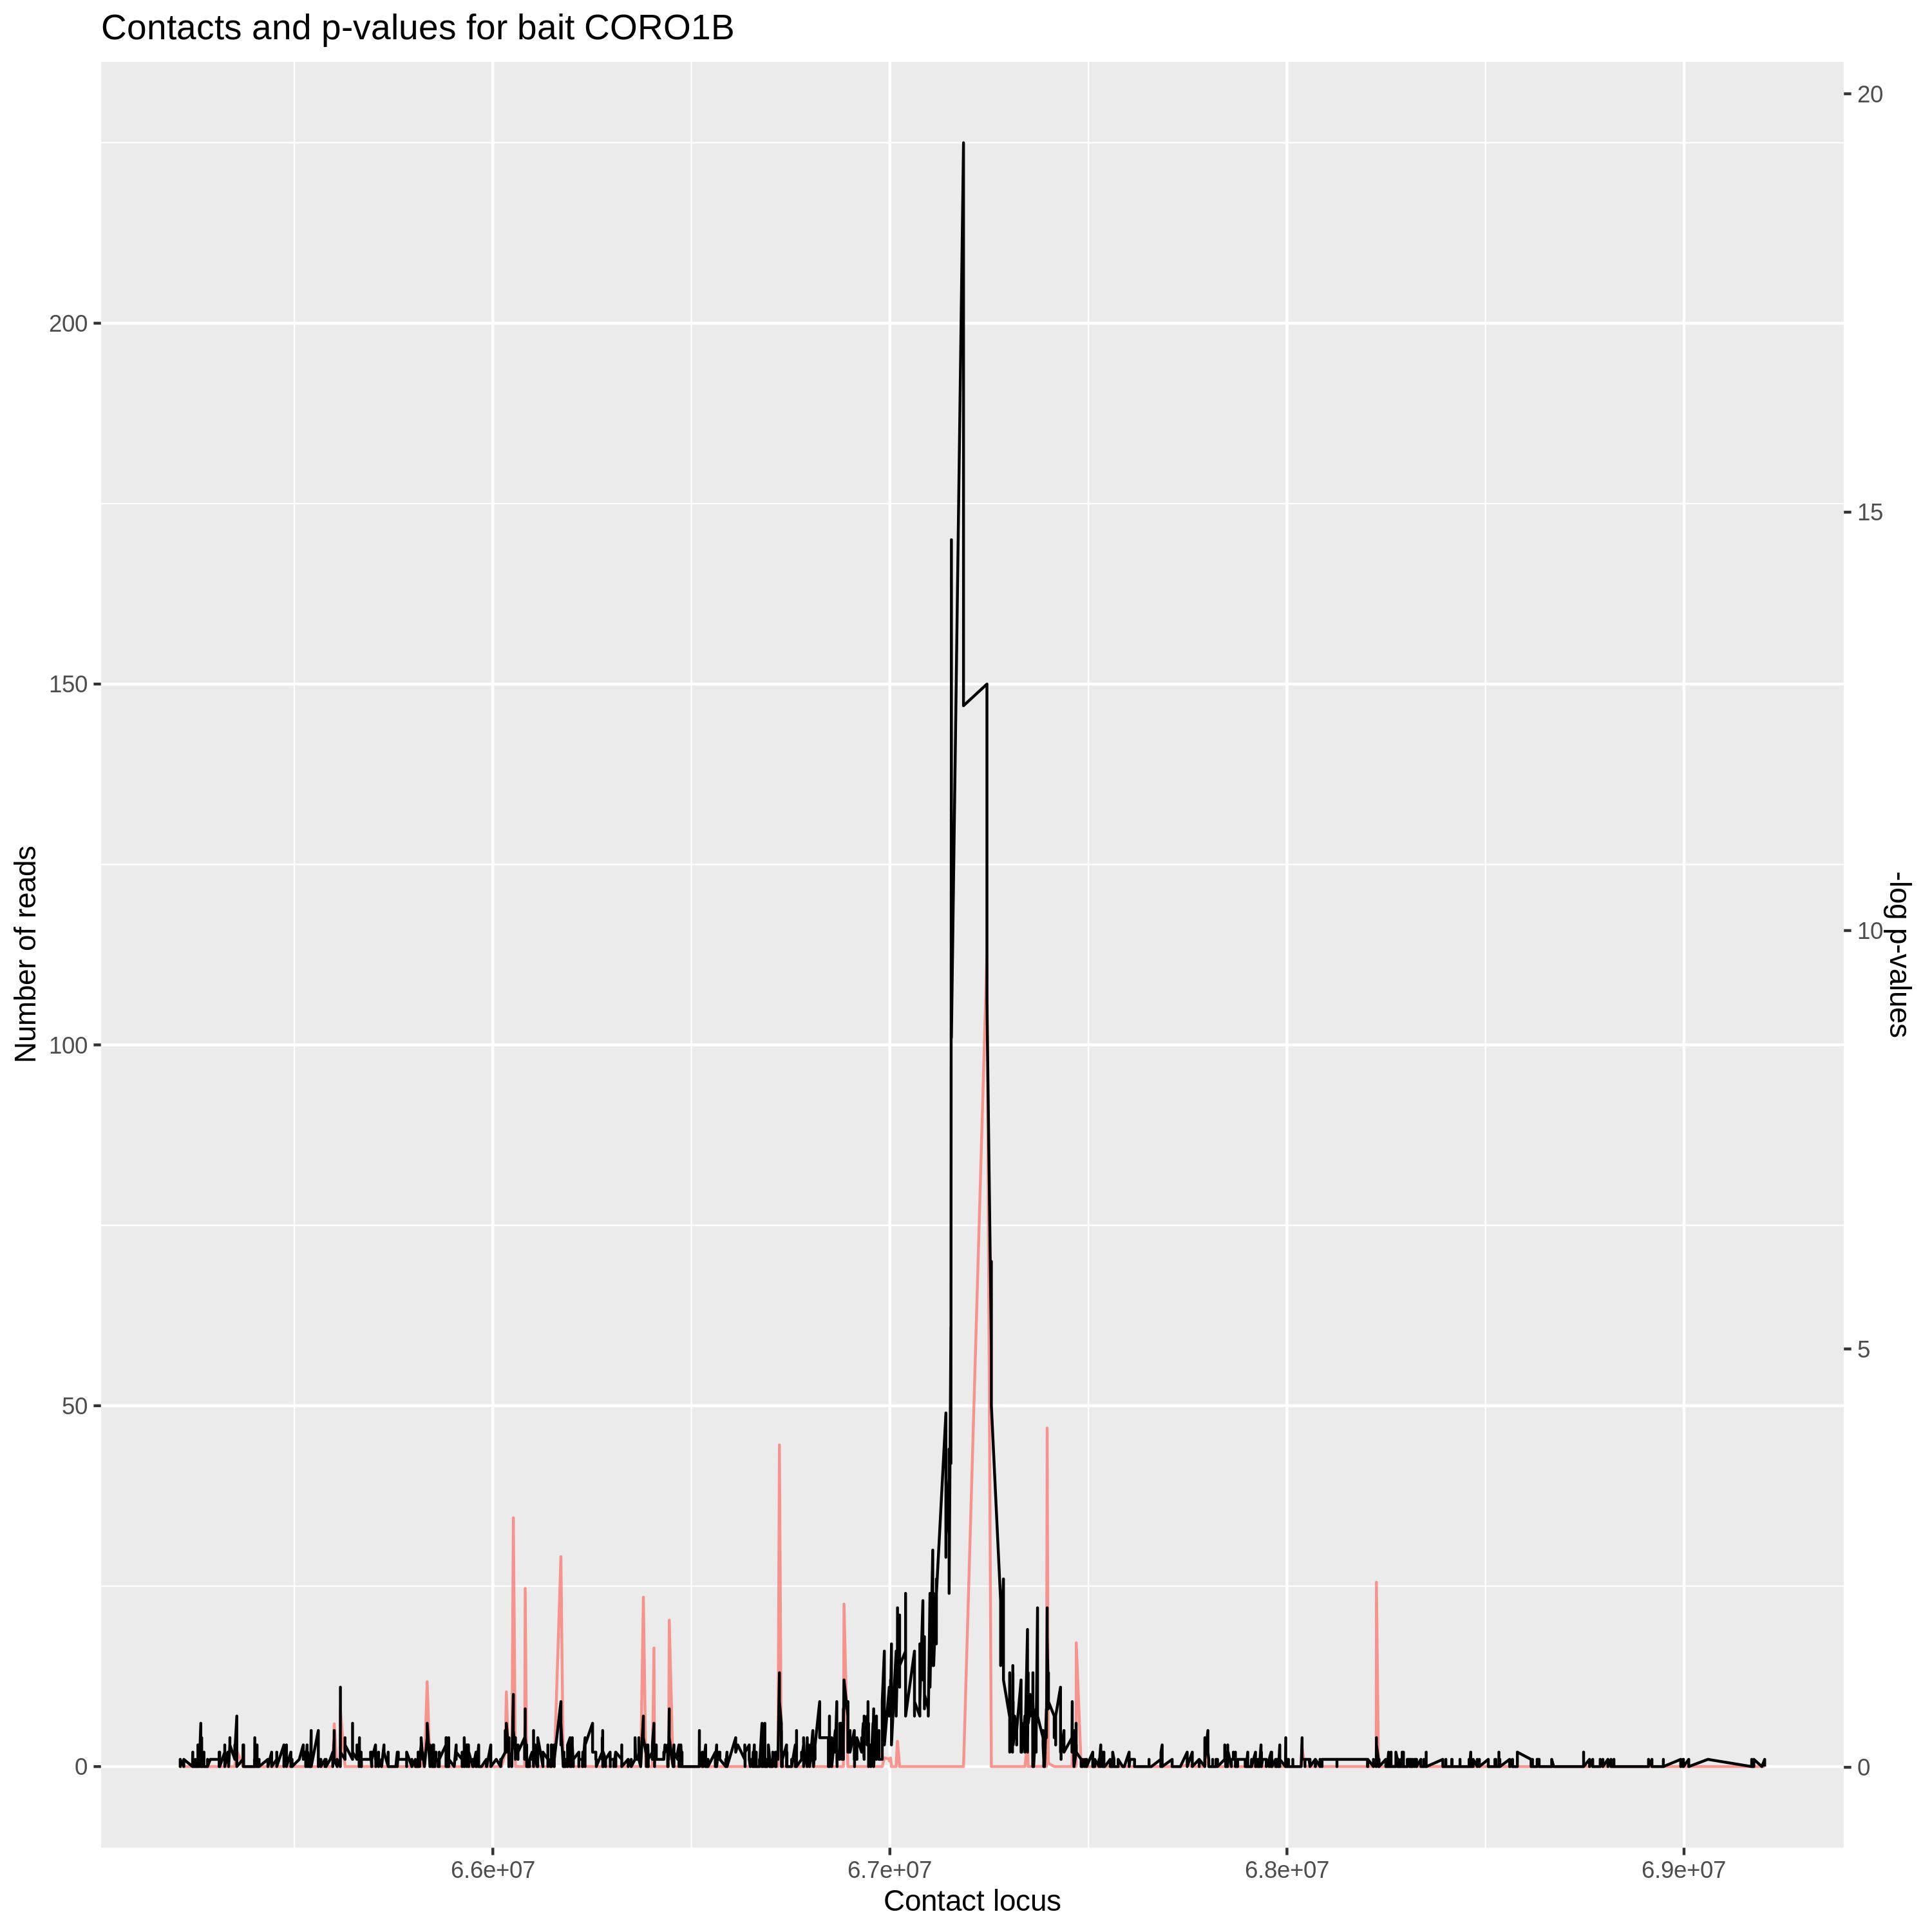 Contacts and p-values for bait CORO1B
200
150
100
50
0
Number of reads
20
15
10
5
0
-log p-values
6.6e+07
6.7e+07
6.8e+07
6.9e+07
Contact locus